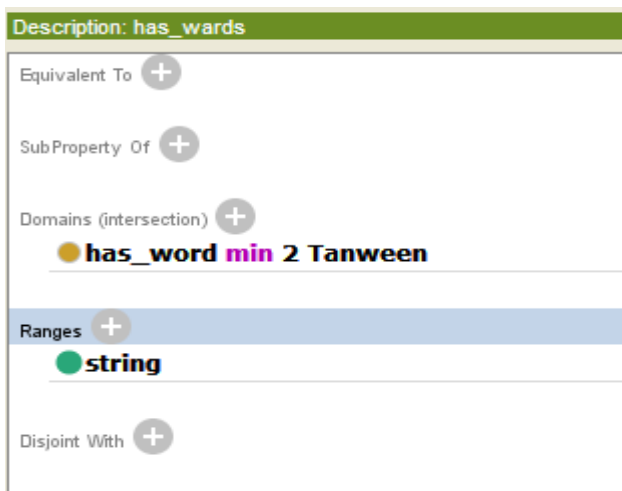 Description: has_wards
Equivalent To
SubProperty Of
Domains (intersection)
has_word min 2 Tanween
Ranges
string
Disjoint With